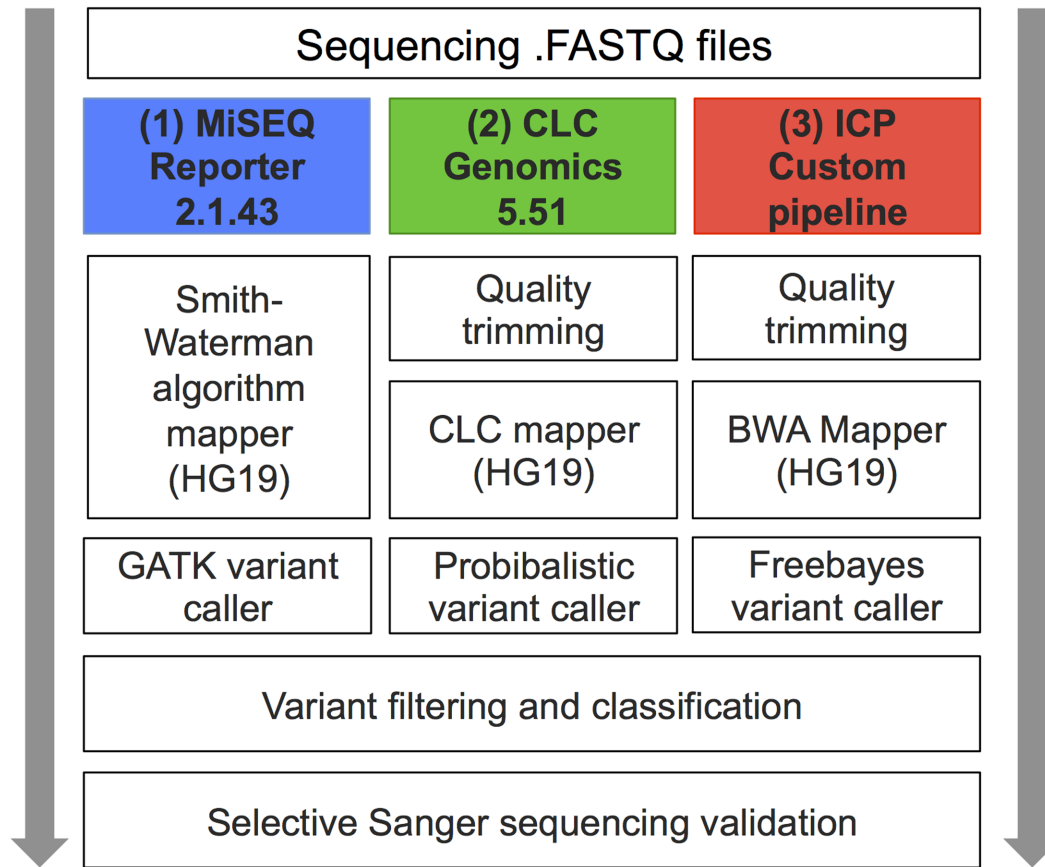 Sequencing .FASTQ files
(1) MiSEQ
Reporter
2.1.43
(2) CLC
Genomics
5.51
(3) ICP
Custom
pipeline
Smith-
Waterman
algorithm
mapper
(HG19)
Quality
trimming
CLC mapper
(HG19)
Quality
trimming
BWA Mapper
(HG19)
GATK variant
caller
Probibalistic
variant caller
Freebayes
variant caller
Variant filtering and classification
Selective Sanger sequencing validation